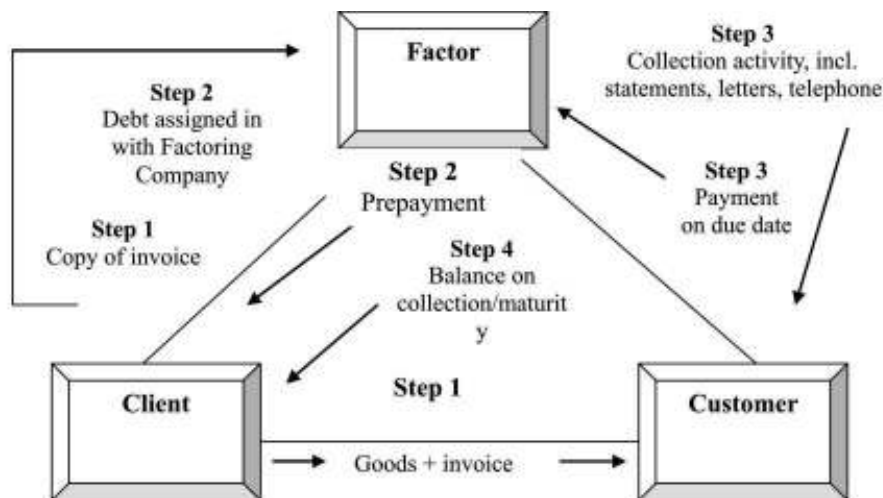 Factor
Step 3
Collection activity, incl.
statements, letters, telephone
Step 2
Debt assigned in
with Factoring
Company
Step 2
Prepayment
Step 3
Payment
on due date
Step 1
Copy of invoice
Step 4
Balance on
collection/maturit
y
Client
Step 1
Customer
Goods + invoice